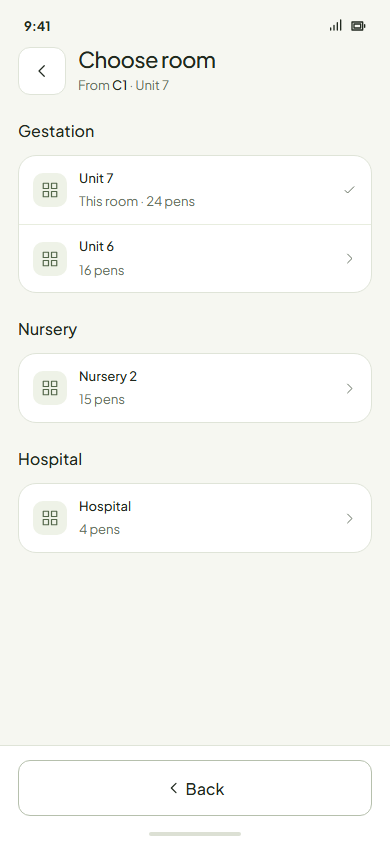 9:41
Choose room
From C1 · Unit 7
Gestation
Unit 7
This room · 24 pens
Unit 6
16 pens
Nursery
Nursery 2
15 pens
Hospital
Hospital
4 pens
Back